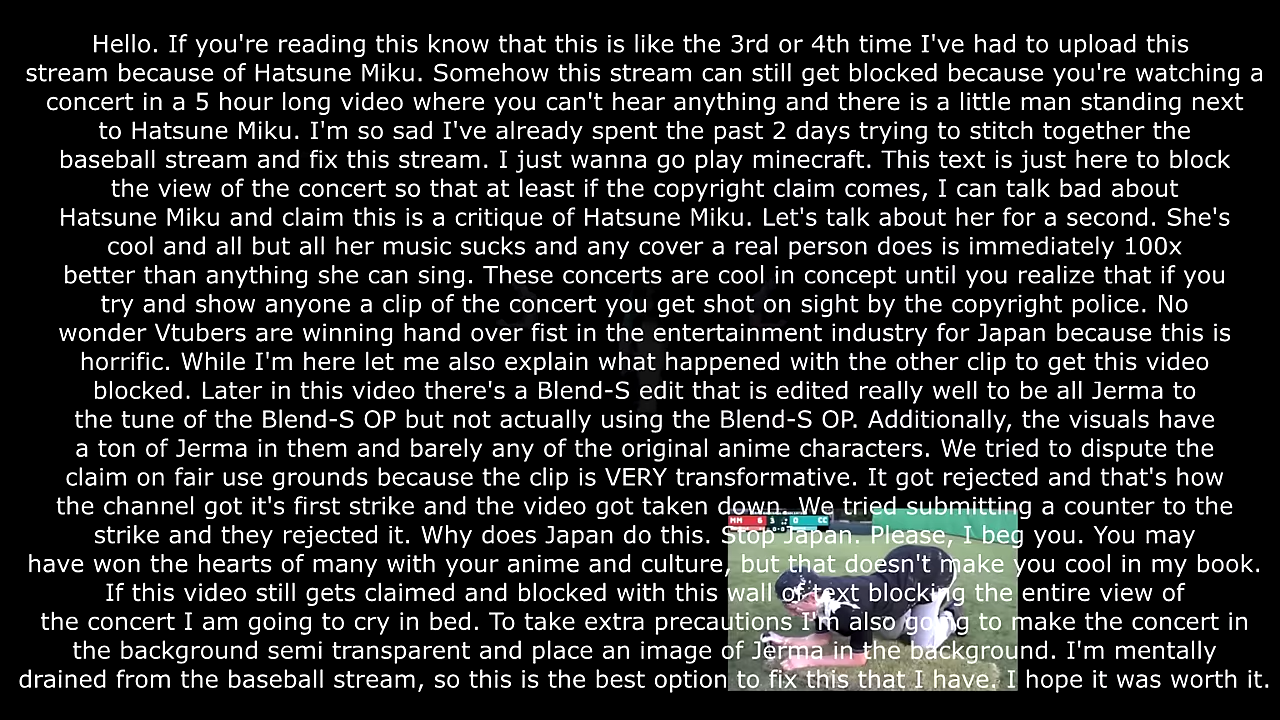 Hello. If you're reading this know that this is like the 3rd or 4th time I've had to upload this
stream because of Hatsune Miku. Somehow this stream can still get blocked because you're watching a
concert in a 5 hour long video where you can't hear anything and there is a little man standing next
to Hatsune Miku. I'm so sad I've already spent the past 2 days trying to stitch together the
baseball stream and fix this stream. I just wanna go play minecraft. This text is just here to block
the view of the concert so that at least if the copyright claim comes, I can talk bad about
Hatsune Miku and claim this is a critique of Hatsune Miku. Let's talk about her for a second. She's
cool and all but all her music sucks and any cover a real person does is immediately 100x
better than anything she can sing. These concerts are cool in concept until you realize that if you
try and show anyone a clip of the concert you get shot on sight by the copyright police. No
wonder Vtubers are winning hand over fist in the entertainment industry for Japan because this is
horrific. While I'm here let me also explain what happened with the other clip to get this video
blocked. Later in this video there's a Blend-S edit that is edited really well to be all Jerma to
the tune of the Blend-S OP but not actually using the Blend-S OP. Additionally, the visuals have
a ton of Jerma in them and barely any of the original anime characters. We tried to dispute the
claim on fair use grounds because the clip is VERY transformative. It got rejected and that's how
the channel got it's first strike and the video got taken down. We tried submitting a counter to the
strike and they rejected it. Why does Japan do this. Stop Japan. Please, I beg you. You may
have won the hearts of many with your anime and culture, but that doesn't make you cool in my book.
If this video still gets claimed and blocked with this wall of text blocking the entire view of
the concert I am going to cry in bed. To take extra precautions I'm also going to make the concert in
the background semi transparent and place an image of Jerma in the background. I'm mentally
drained from the baseball stream, so this is the best option to fix this that I have. I hope it was worth it.
MM 6 0 CC